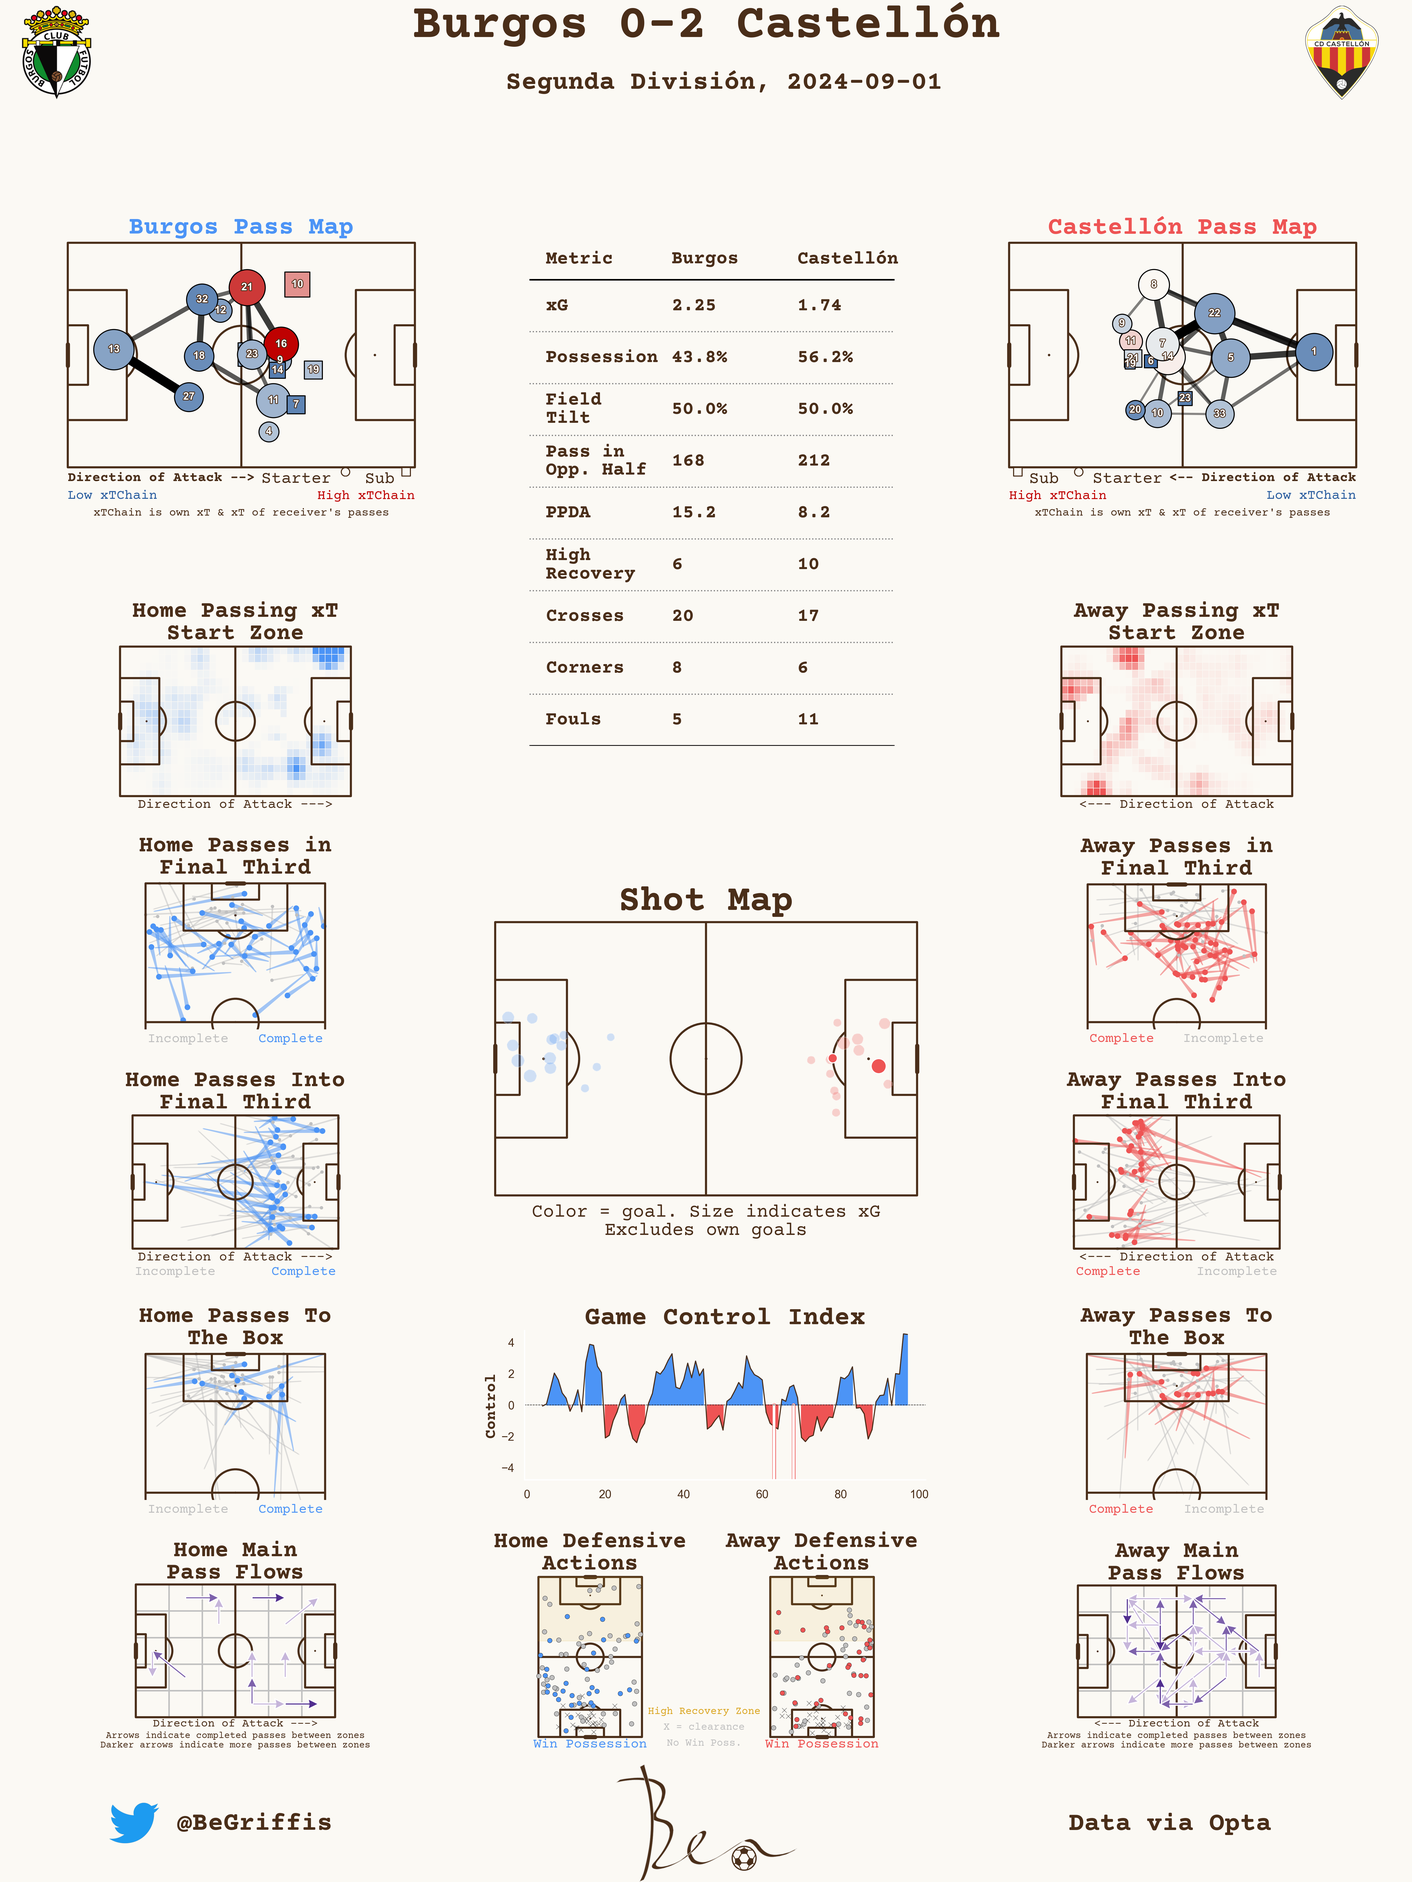 Burgos 0-2 Castellón
Segunda División, 2024-09-01
CLUB
BURGOS
FUTBOL
CD CASTELLÓN
Burgos Pass Map
21
10
32
12
13
18
23
16
9
14
19
27
11
7
4
Direction of Attack --> Starter Sub
Low xTChain High xTChain
xTChain is own xT & xT of receiver's passes
Metric Burgos Castellón
xG 2.25 1.74
Possession 43.8% 56.2%
Field
Tilt 50.0% 50.0%
Pass in
Opp. Half 168 212
PPDA 15.2 8.2
High
Recovery 6 10
Crosses 20 17
Corners 8 6
Fouls 5 11
Castellón Pass Map
8
9
22
11
7
21
14
19
6
5
1
23
20
10
33
Sub Starter <-- Direction of Attack
High xTChain Low xTChain
xTChain is own xT & xT of receiver's passes
Home Passing xT
Start Zone
Direction of Attack --->
Away Passing xT
Start Zone
<--- Direction of Attack
Home Passes in
Final Third
Incomplete Complete
Away Passes in
Final Third
Complete Incomplete
Shot Map
Color = goal. Size indicates xG
Excludes own goals
Home Passes Into
Final Third
Direction of Attack --->
Incomplete Complete
Away Passes Into
Final Third
<--- Direction of Attack
Complete Incomplete
Home Passes To
The Box
Incomplete Complete
Game Control Index
Control
4
2
0
−2
−4
0 20 40 60 80 100
Away Passes To
The Box
Complete Incomplete
Home Main
Pass Flows
Direction of Attack --->
Arrows indicate completed passes between zones
Darker arrows indicate more passes between zones
Home Defensive
Actions
Win Possession
High Recovery Zone
X = clearance
No Win Poss.
Away Defensive
Actions
Win Possession
Away Main
Pass Flows
<--- Direction of Attack
Arrows indicate completed passes between zones
Darker arrows indicate more passes between zones
@BeGriffis
Ben
Data via Opta